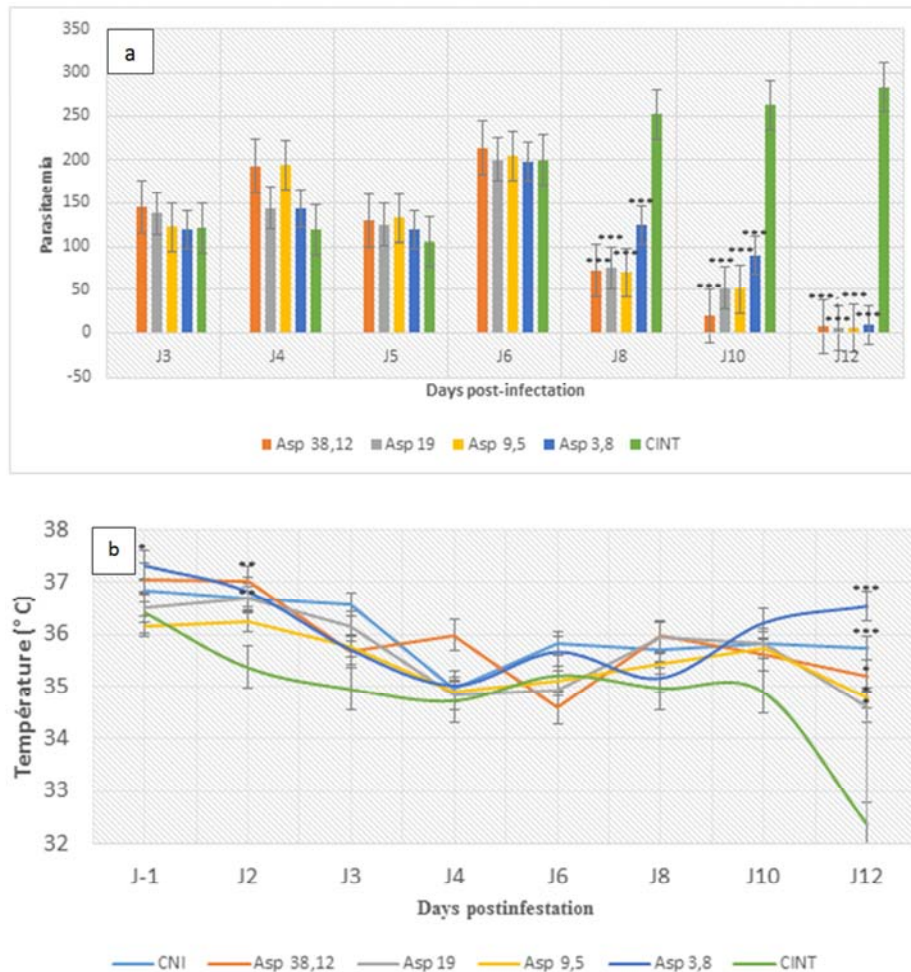 a
350
300
250
200
150
100
50
0
-50
Parasitaemia
J3 J4 J5 J6 J8 J10 J12
*** *** *** ***
*** *** *** ***
*** *** *** ***
Days post-infectation
Asp 38,12 Asp 19 Asp 9,5 Asp 3,8 CINT
b
38
37
36
35
34
33
32
Température (° C)
* ** **
*** *** * **
J-1 J2 J3 J4 J6 J8 J10 J12
Days postinfestation
CNI Asp 38,12 Asp 19 Asp 9,5 Asp 3,8 CINT